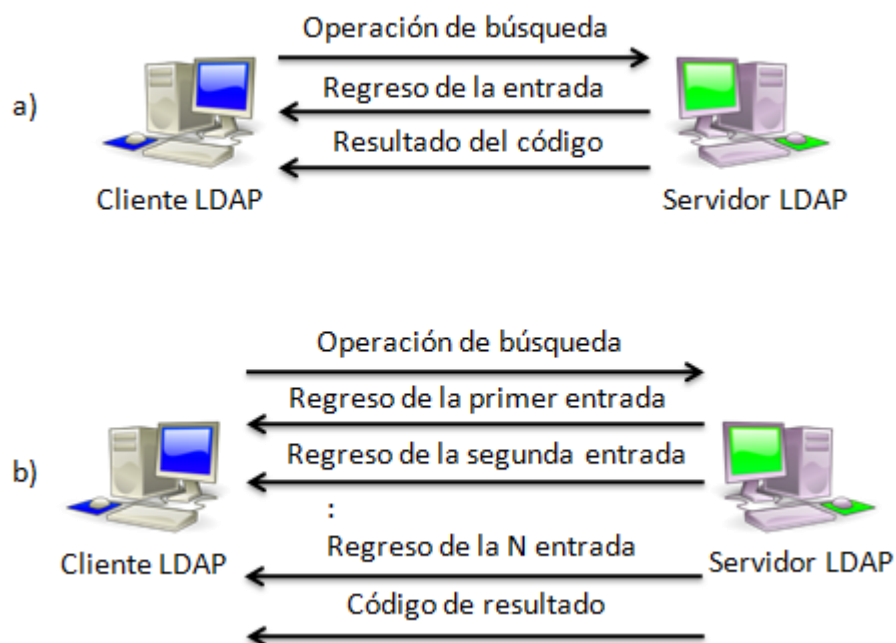 Operación de búsqueda
a)
Regreso de la entrada
Resultado del código
Cliente LDAP
Servidor LDAP
Operación de búsqueda
Regreso de la primer entrada
b)
Regreso de la segunda entrada
:
Regreso de la N entrada
Cliente LDAP
Servidor LDAP
Código de resultado